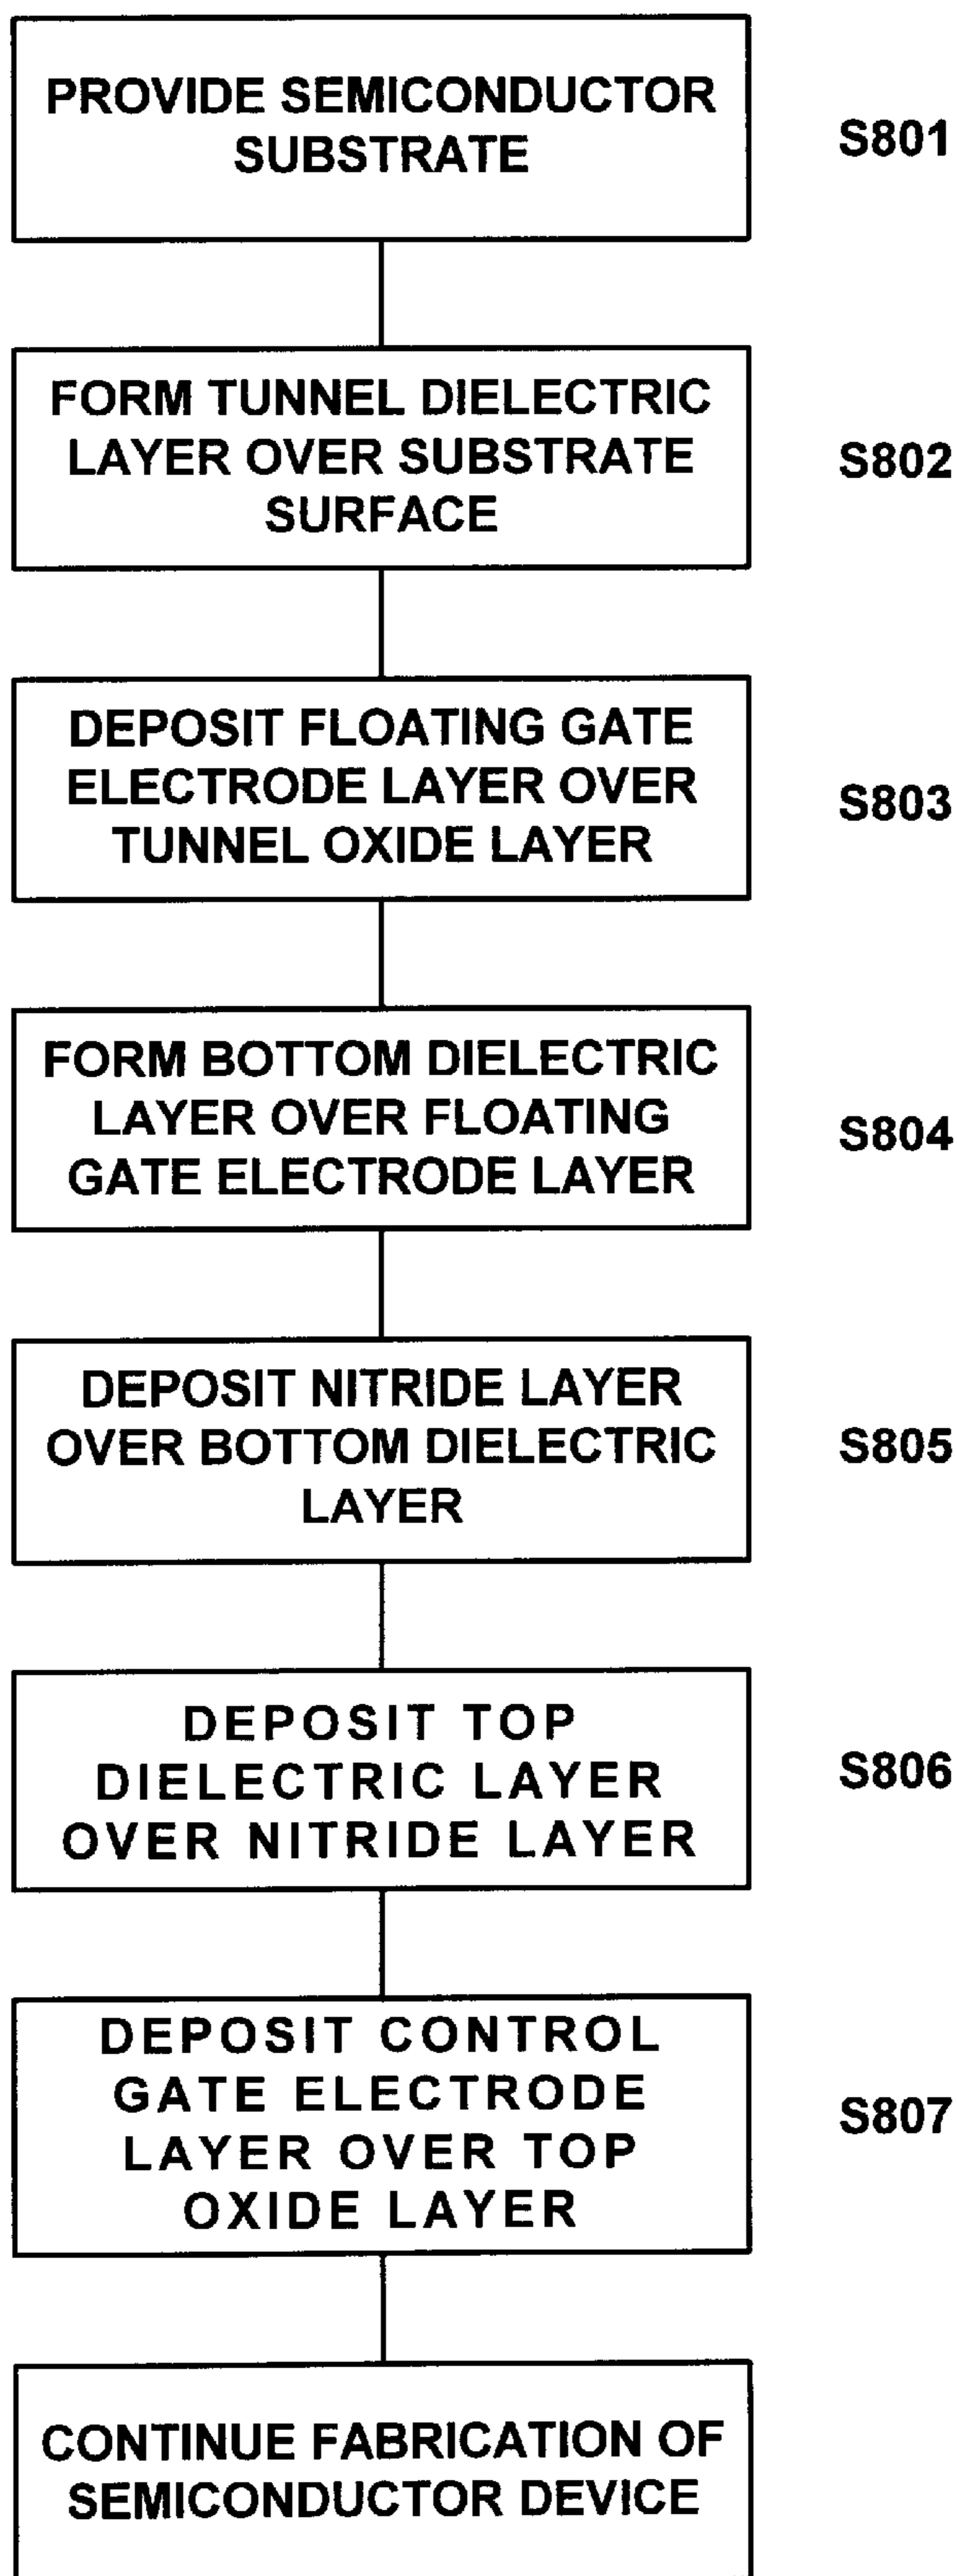 PROVIDE SEMICONDUCTOR
SUBSTRATE
S801
FORM TUNNEL DIELECTRIC
LAYER OVER SUBSTRATE
SURFACE
S802
DEPOSIT FLOATING GATE
ELECTRODE LAYER OVER
TUNNEL OXIDE LAYER
S803
FORM BOTTOM DIELECTRIC
LAYER OVER FLOATING
GATE ELECTRODE LAYER
S804
DEPOSIT NITRIDE LAYER
OVER BOTTOM DIELECTRIC
LAYER
S805
DEPOSIT TOP
DIELECTRIC LAYER
OVER NITRIDE LAYER
S806
DEPOSIT CONTROL
GATE ELECTRODE
LAYER OVER TOP
OXIDE LAYER
S807
CONTINUE FABRICATION OF
SEMICONDUCTOR DEVICE